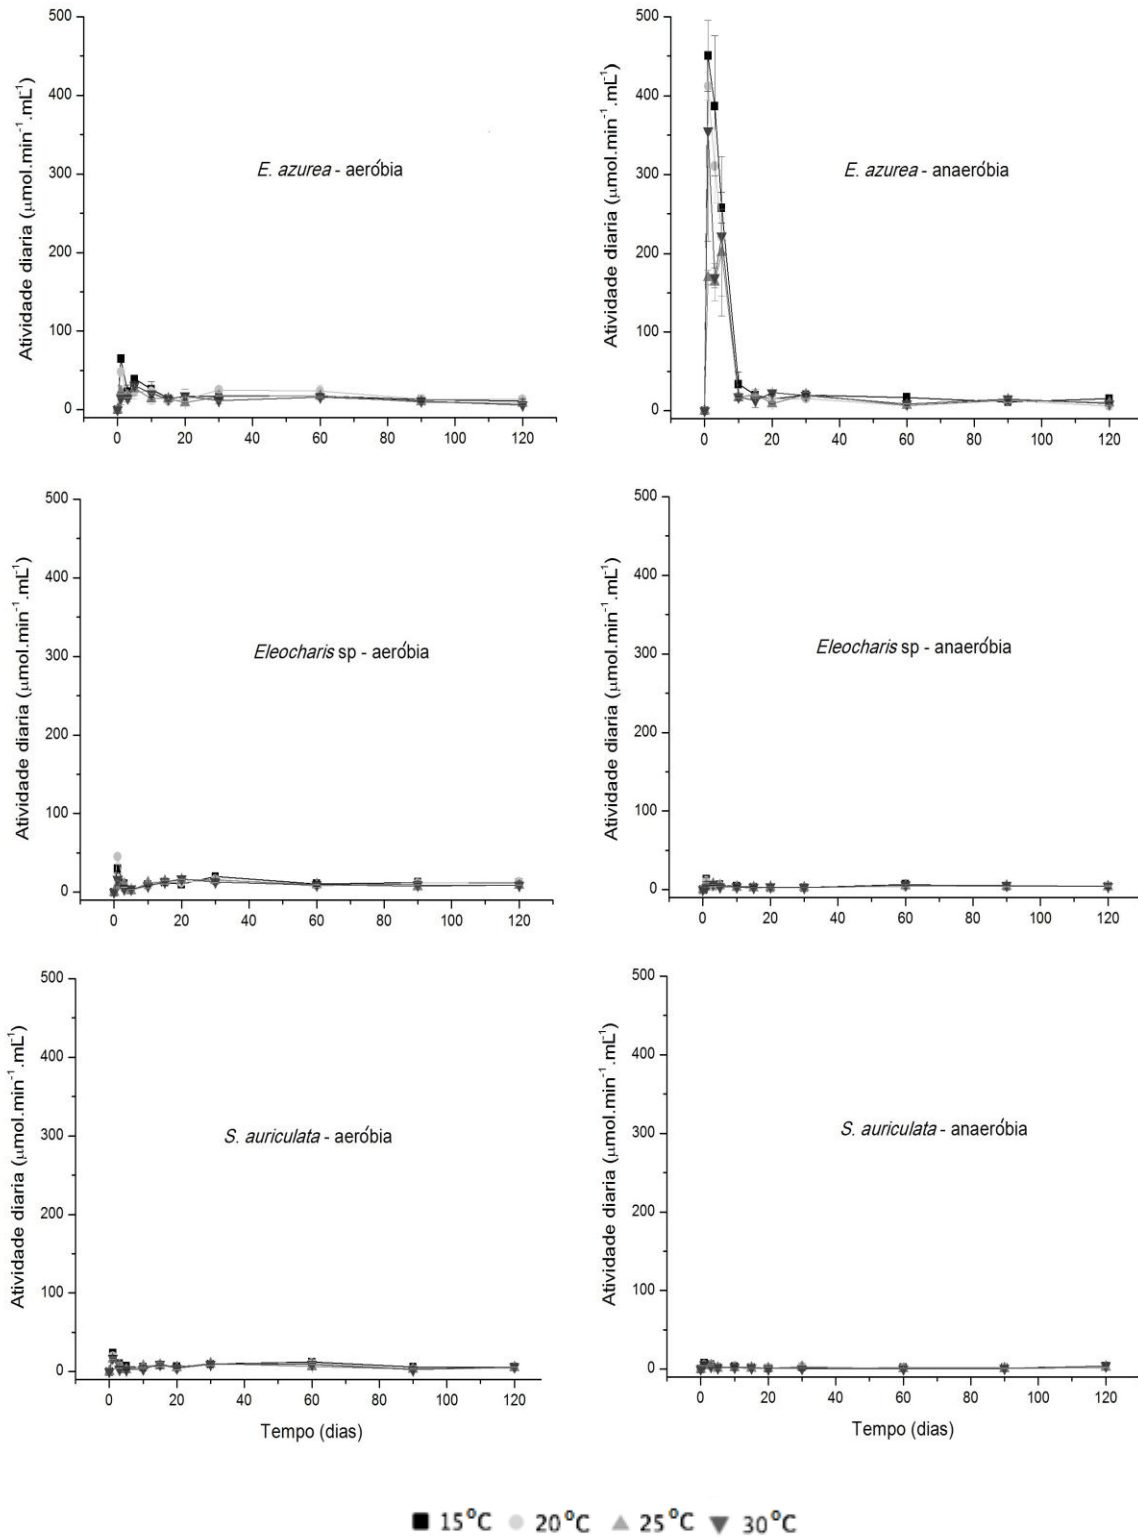 500
400
300
200
100
0
Atividade diaria (μmol.min⁻¹.mL⁻¹)
E. azurea - aeróbia
0 20 40 60 80 100 120
500
400
300
200
100
0
Atividade diaria (μmol.min⁻¹.mL⁻¹)
E. azurea - anaeróbia
0 20 40 60 80 100 120
500
400
300
200
100
0
Atividade diaria (μmol.min⁻¹.mL⁻¹)
Eleocharis sp - aeróbia
0 20 40 60 80 100 120
500
400
300
200
100
0
Atividade diaria (μmol.min⁻¹.mL⁻¹)
Eleocharis sp - anaeróbia
0 20 40 60 80 100 120
500
400
300
200
100
0
Atividade diaria (μmol.min⁻¹.mL⁻¹)
S. auriculata - aeróbia
0 20 40 60 80 100 120
Tempo (dias)
500
400
300
200
100
0
Atividade diaria (μmol.min⁻¹.mL⁻¹)
S. auriculata - anaeróbia
0 20 40 60 80 100 120
Tempo (dias)
15°C 20°C 25°C 30°C